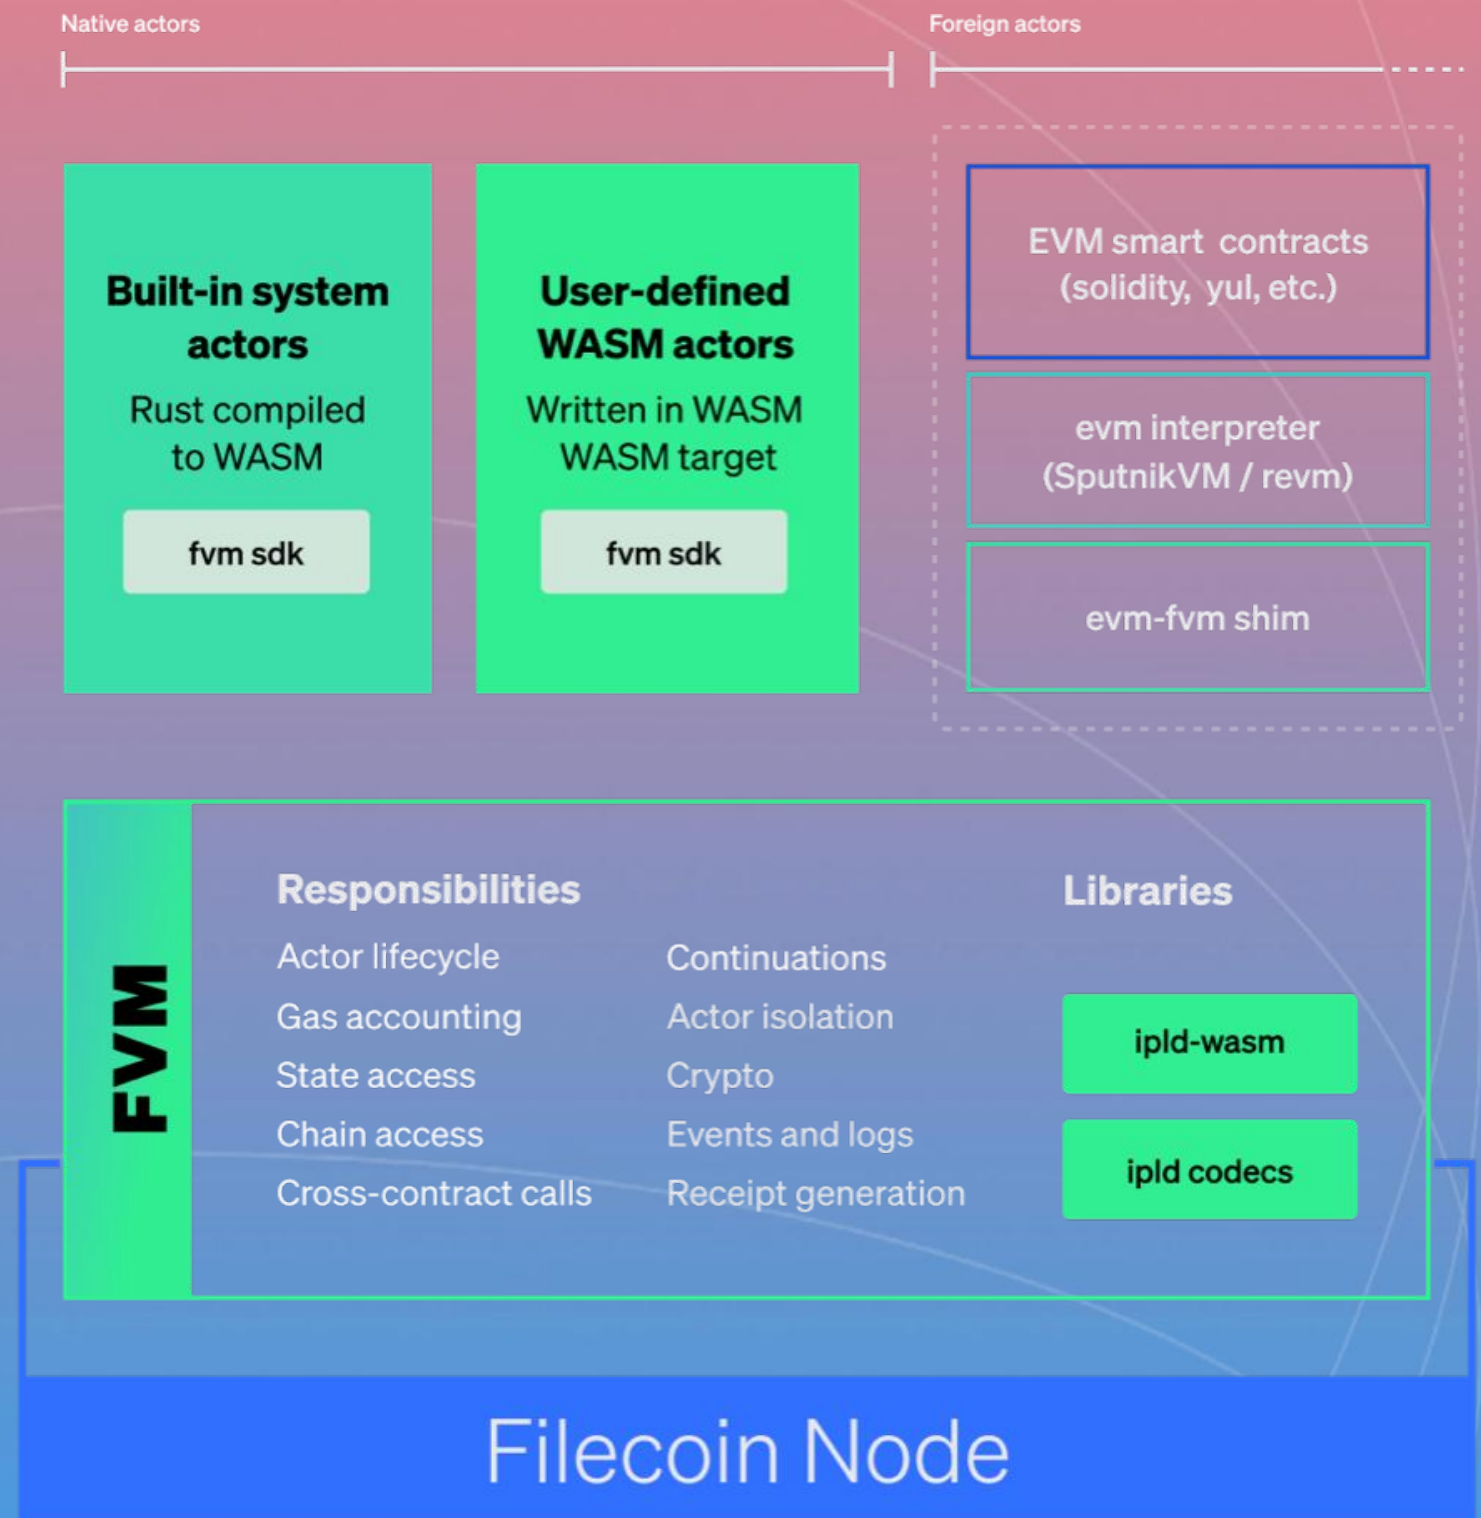 Native actors
Foreign actors
Built-in system
actors
Rust compiled
to WASM
fvm sdk
User-defined
WASM actors
Written in WASM
WASM target
fvm sdk
EVM smart contracts
(solidity, yul, etc.)
evm interpreter
(SputnikVM / revm)
evm-fvm shim
FVM
Responsibilities
Actor lifecycle
Gas accounting
State access
Chain access
Cross-contract calls
Continuations
Actor isolation
Crypto
Events and logs
Receipt generation
Libraries
ipld-wasm
ipld codecs
Filecoin Node